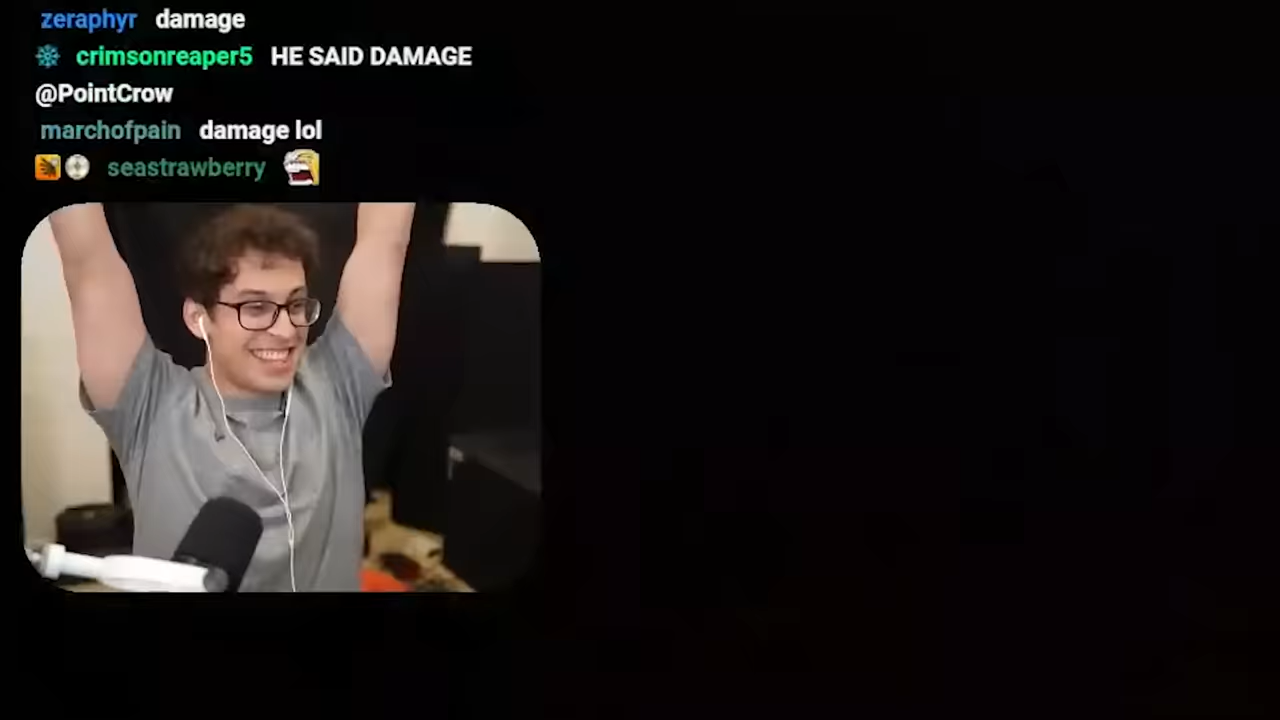 zeraphyr damage
crimsonreaper5 HE SAID DAMAGE
@PointCrow
marchofpain damage lol
seastrawberry